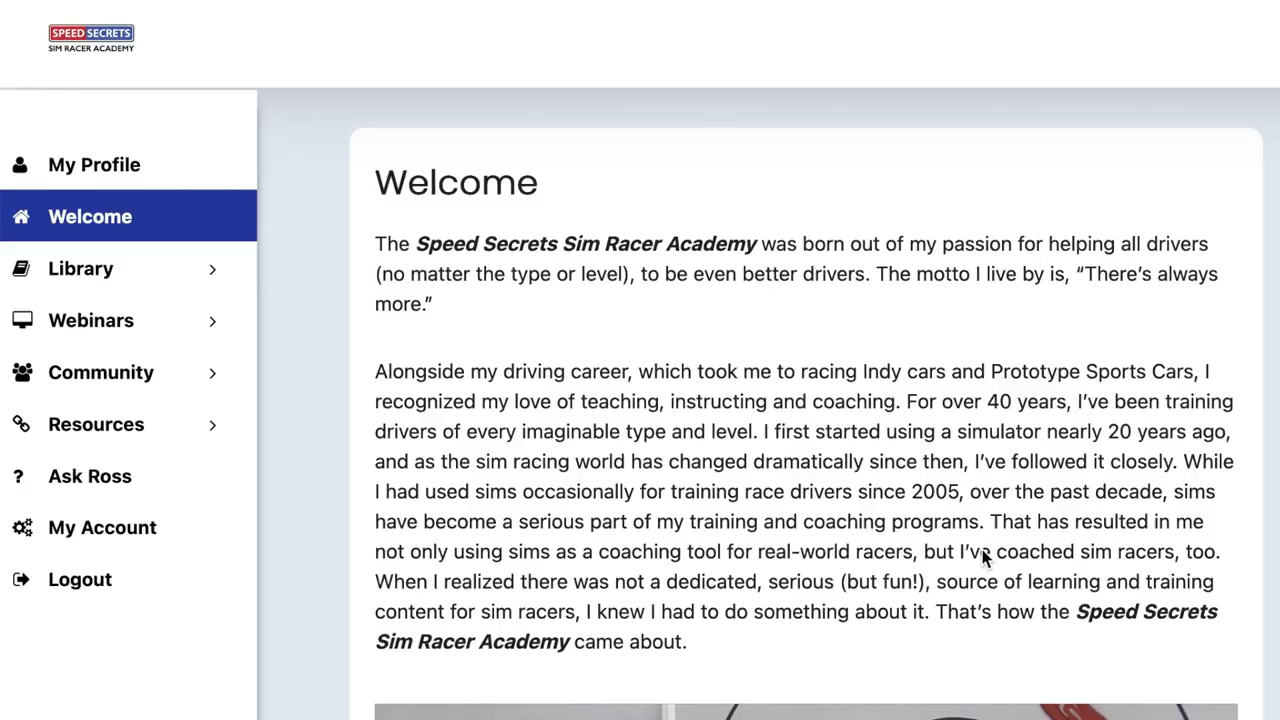 SPEED SECRETS
SIM RACER ACADEMY
My Profile
Welcome
Library
Webinars
Community
Resources
? Ask Ross
My Account
Logout
Welcome
The Speed Secrets Sim Racer Academy was born out of my passion for helping all drivers
(no matter the type or level), to be even better drivers. The motto I live by is, “There’s always
more.”
Alongside my driving career, which took me to racing Indy cars and Prototype Sports Cars, I
recognized my love of teaching, instructing and coaching. For over 40 years, I’ve been training
drivers of every imaginable type and level. I first started using a simulator nearly 20 years ago,
and as the sim racing world has changed dramatically since then, I’ve followed it closely. While
I had used sims occasionally for training race drivers since 2005, over the past decade, sims
have become a serious part of my training and coaching programs. That has resulted in me
not only using sims as a coaching tool for real-world racers, but I’ve coached sim racers, too.
When I realized there was not a dedicated, serious (but fun!), source of learning and training
content for sim racers, I knew I had to do something about it. That’s how the Speed Secrets
Sim Racer Academy came about.